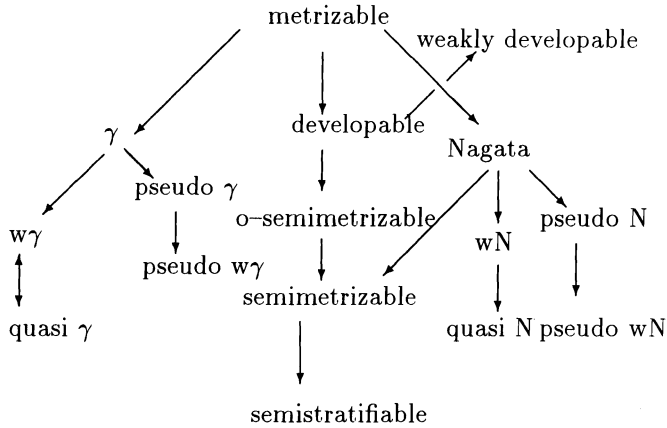 metrizable
weakly developable
developable
γ
Nagata
pseudo γ
o–semimetrizable
pseudo N
wγ
wN
pseudo wγ
semimetrizable
quasi γ
quasi N
pseudo wN
semistratifiable